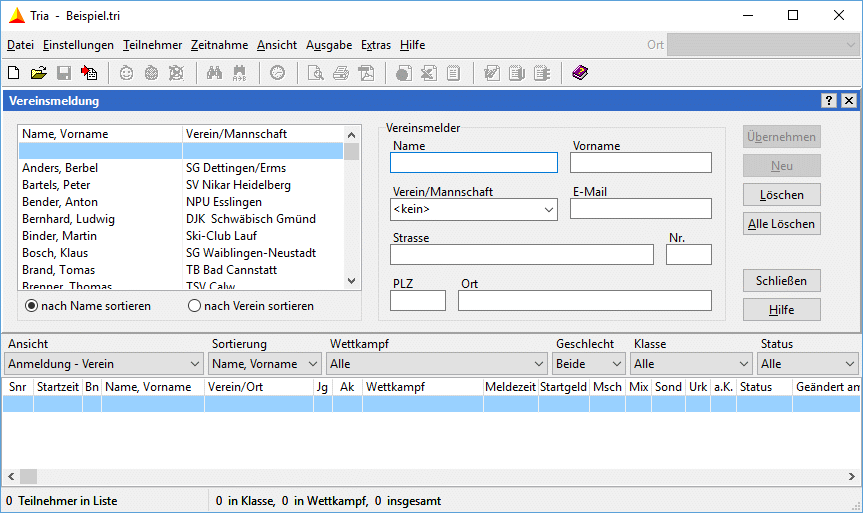 Tria - Beispiel.tri
Datei Einstellungen Teilnehmer Zeitnahme Ansicht Ausgabe Extras Hilfe Ort
Vereinsmeldung
Name, Vorname Verein/Mannschaft
Anders, Berbel SG Dettingen/Erms
Bartels, Peter SV Nikar Heidelberg
Bender, Anton NPU Esslingen
Bernhard, Ludwig DJK Schwäbisch Gmünd
Binder, Martin Ski-Club Lauf
Bosch, Klaus SG Waiblingen-Neustadt
Brand, Tomas TB Bad Cannstatt
Brenner, Thomas TSV Calw
nach Name sortieren nach Verein sortieren
Vereinsmelder
Name Vorname
Verein/Mannschaft E-Mail
<kein>
Strasse Nr.
PLZ Ort
Übernehmen
Neu
Löschen
Alle Löschen
Schließen
Hilfe
Ansicht Sortierung Wettkampf Geschlecht Klasse Status
Anmeldung - Verein Name, Vorname Alle Beide Alle Alle
Snr Startzeit Bn Name, Vorname Verein/Ort Jg Ak Wettkampf Meldezeit Startgeld Msch Mix Sond Urk a.K. Status Geändert am
0 Teilnehmer in Liste 0 in Klasse, 0 in Wettkampf, 0 insgesamt